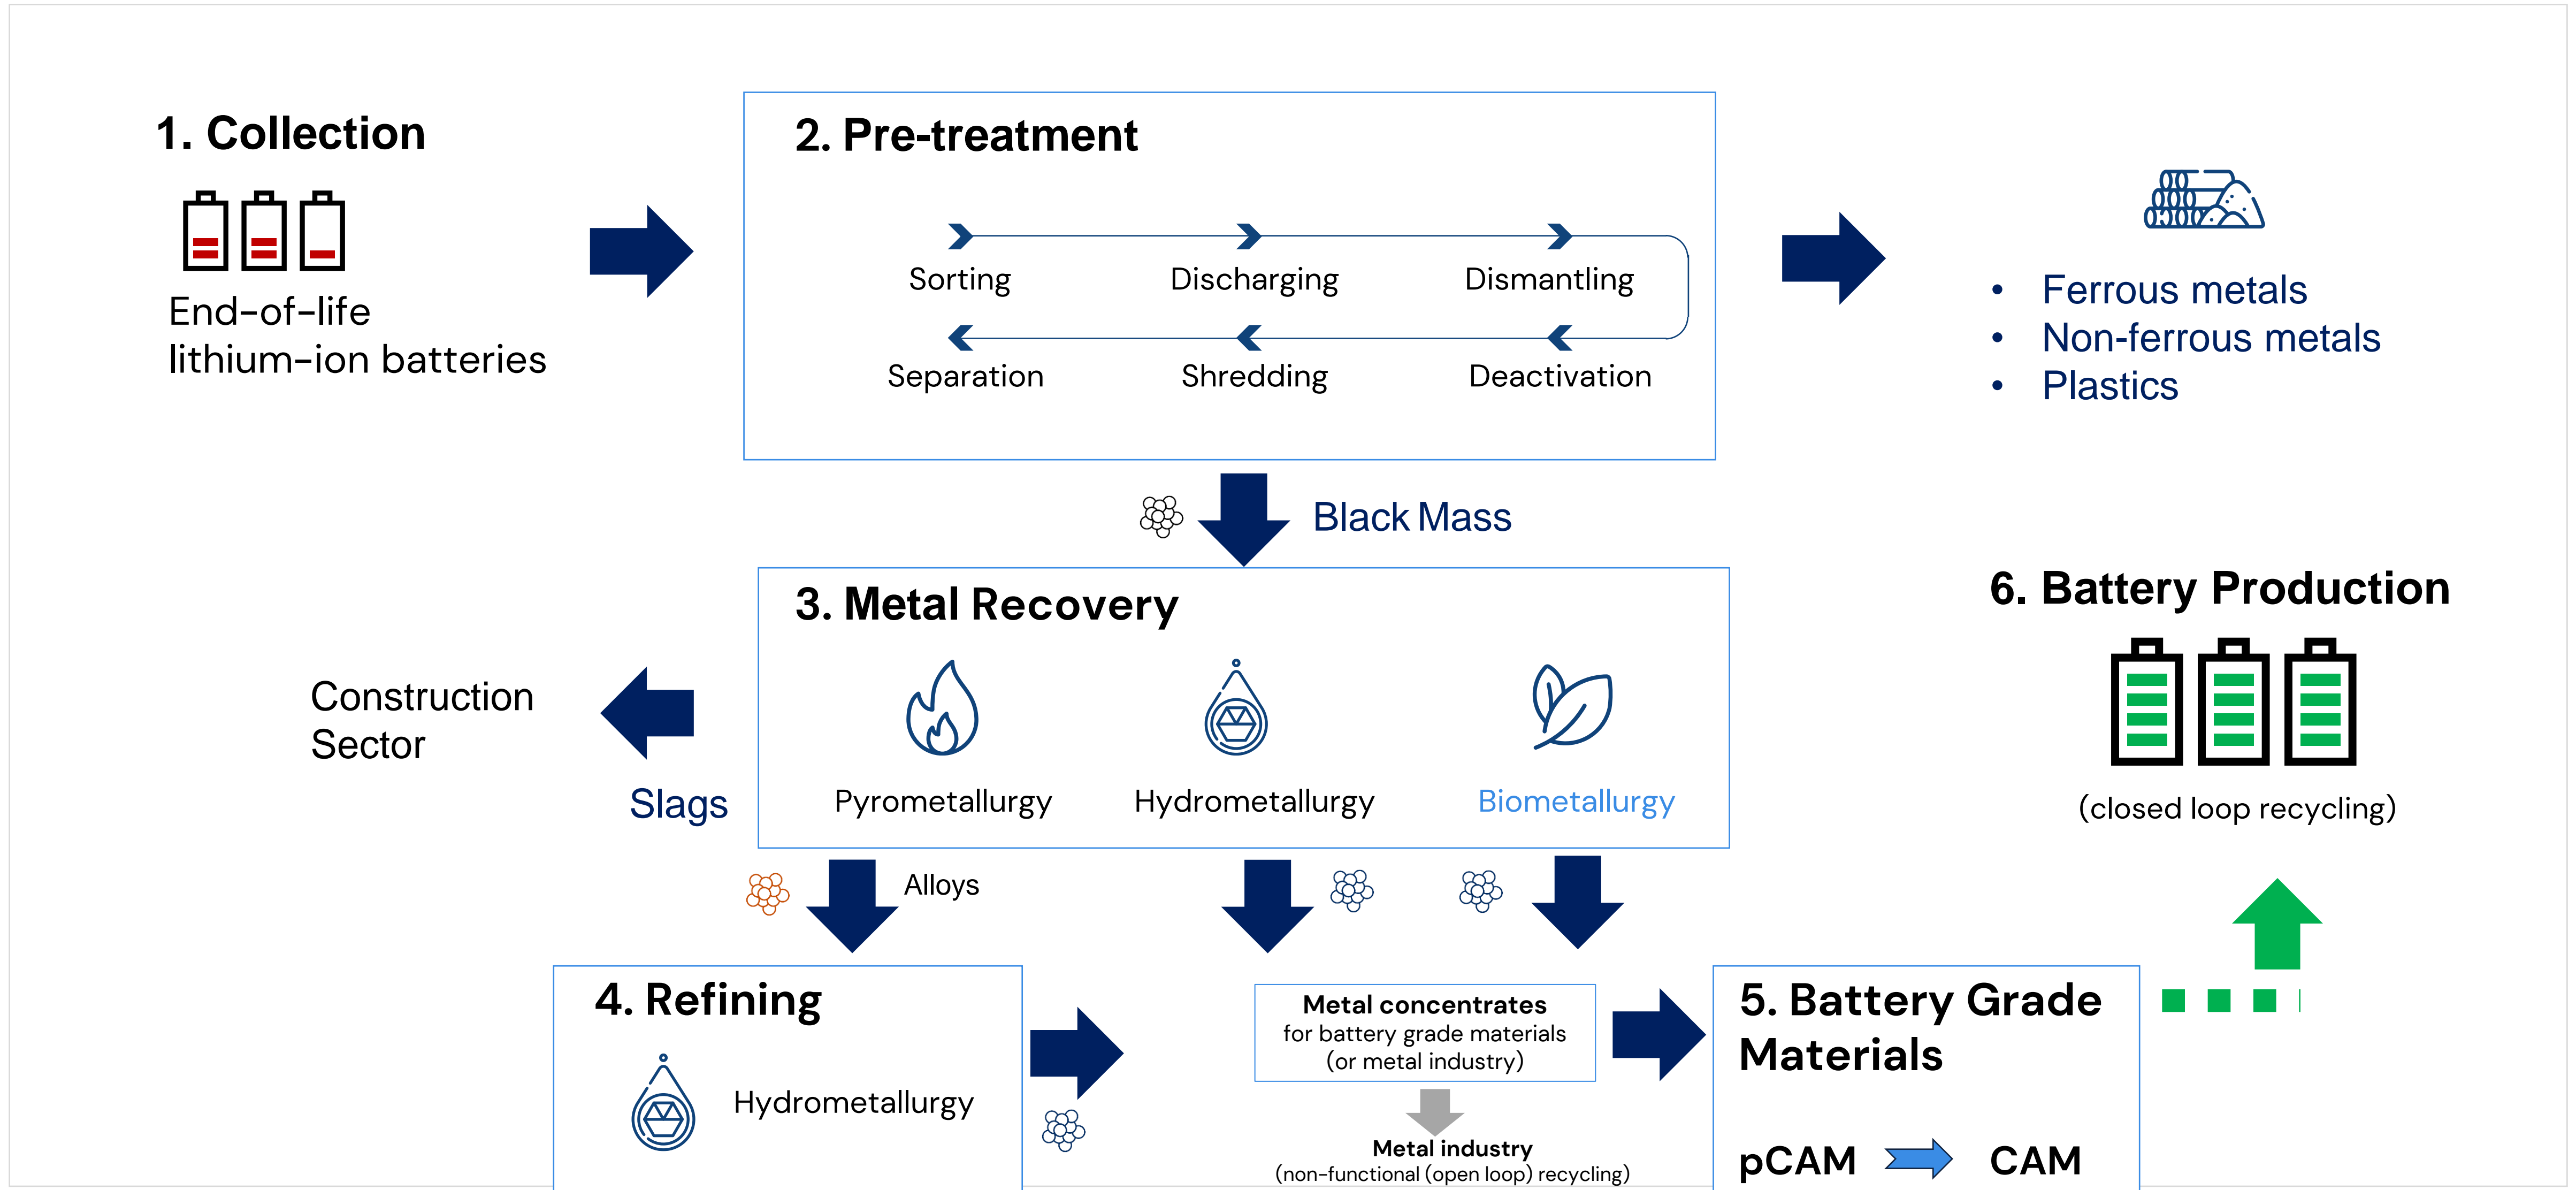 1. Collection
End-of-life
lithium-ion batteries
2. Pre-treatment
Sorting
Discharging
Dismantling
Separation
Shredding
Deactivation
• Ferrous metals
• Non-ferrous metals
• Plastics
Black Mass
3. Metal Recovery
Pyrometallurgy
Hydrometallurgy
Biometallurgy
Construction
Sector
Slags
6. Battery Production
(closed loop recycling)
Alloys
4. Refining
Hydrometallurgy
Metal concentrates
for battery grade materials
(or metal industry)
Metal industry
(non-functional (open loop) recycling)
5. Battery Grade
Materials
pCAM
CAM